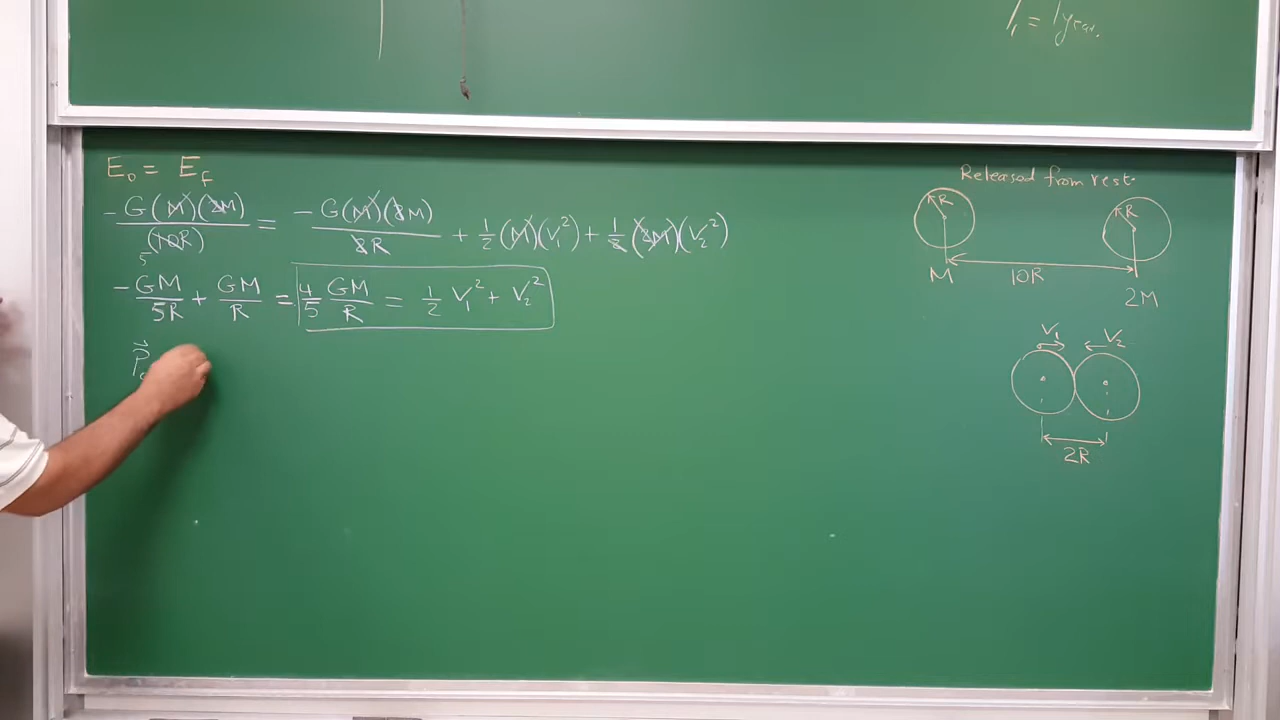 T₁ = 1 year.
E₀ = E_f
-G(M)(2M)/(10R) 5 = -G(M)(2M)/2R + 1/2 (M)(V₁²) + 1/2 (2M)(V₂²)
-GM/5R + GM/R = 4/5 GM/R = 1/2 V₁² + V₂²
P⃗
Released from rest.
R R
M 10R 2M
V₁ V₂
2R